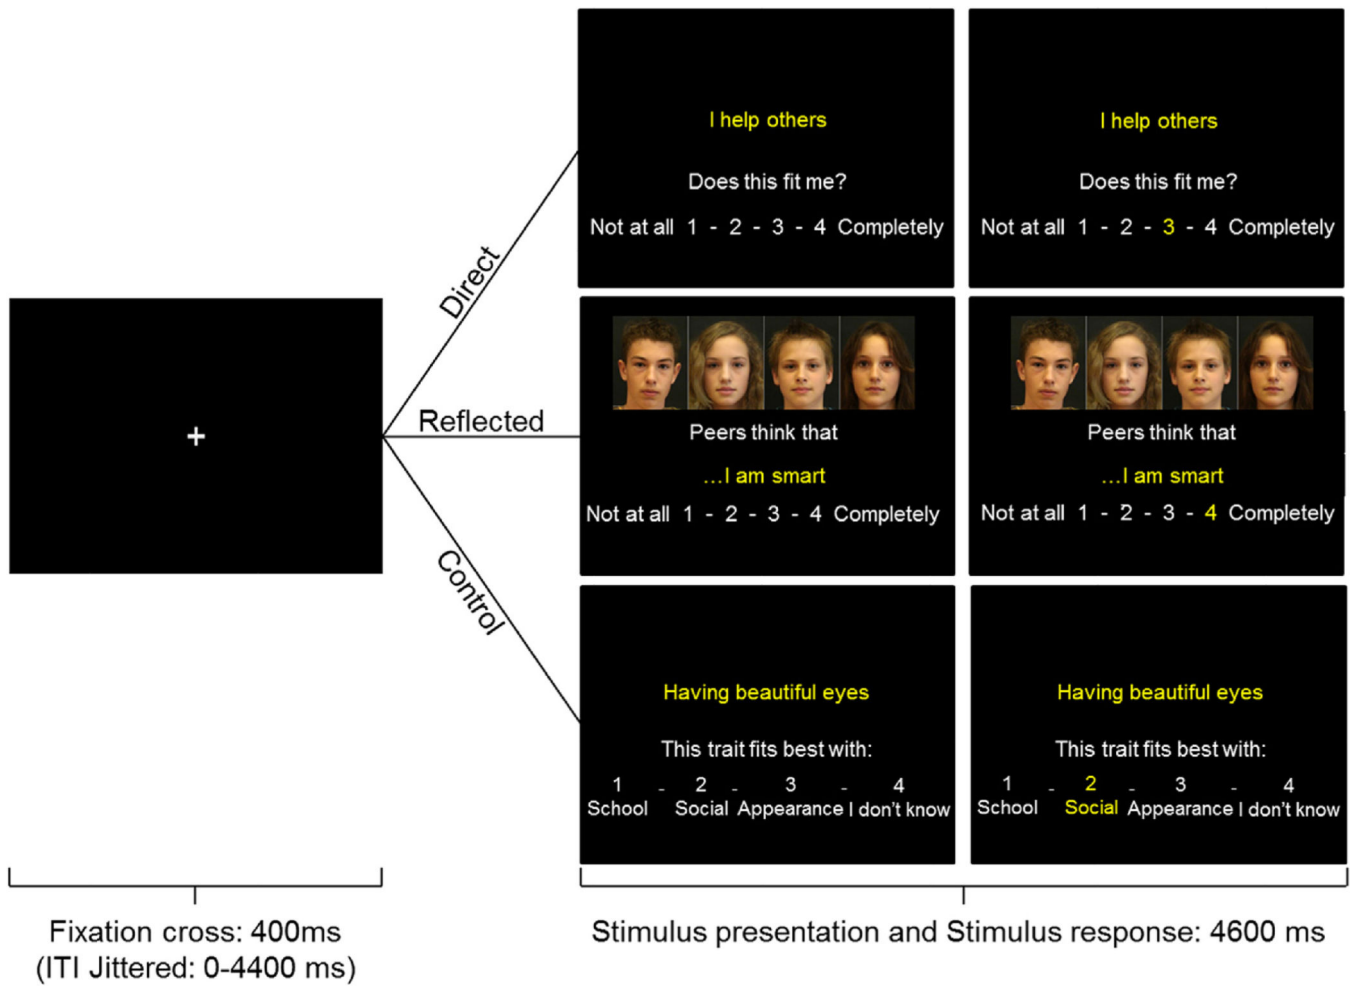 I help others
Does this fit me?
Not at all 1 - 2 - 3 - 4 Completely
I help others
Does this fit me?
Not at all 1 - 2 - 3 - 4 Completely
Direct
Reflected
Control
Peers think that
...I am smart
Not at all 1 - 2 - 3 - 4 Completely
Peers think that
...I am smart
Not at all 1 - 2 - 3 - 4 Completely
Having beautiful eyes
This trait fits best with:
1 - 2 - 3 - 4
School Social Appearance I don't know
Having beautiful eyes
This trait fits best with:
1 - 2 - 3 - 4
School Social Appearance I don't know
Fixation cross: 400ms
(ITI Jittered: 0-4400 ms)
Stimulus presentation and Stimulus response: 4600 ms